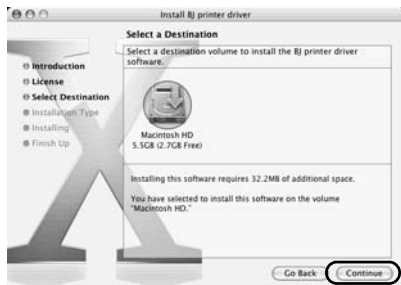 Install BJ printer driver
Select a Destination
Select a destination volume to install the BJ printer driver
software.
Introduction
License
Select Destination
Installation Type
Installing
Finish Up
Macintosh HD
5.5GB (2.7GB Free)
Installing this software requires 32.2MB of additional space.
You have selected to install this software on the volume
"Macintosh HD."
Go Back
Continue